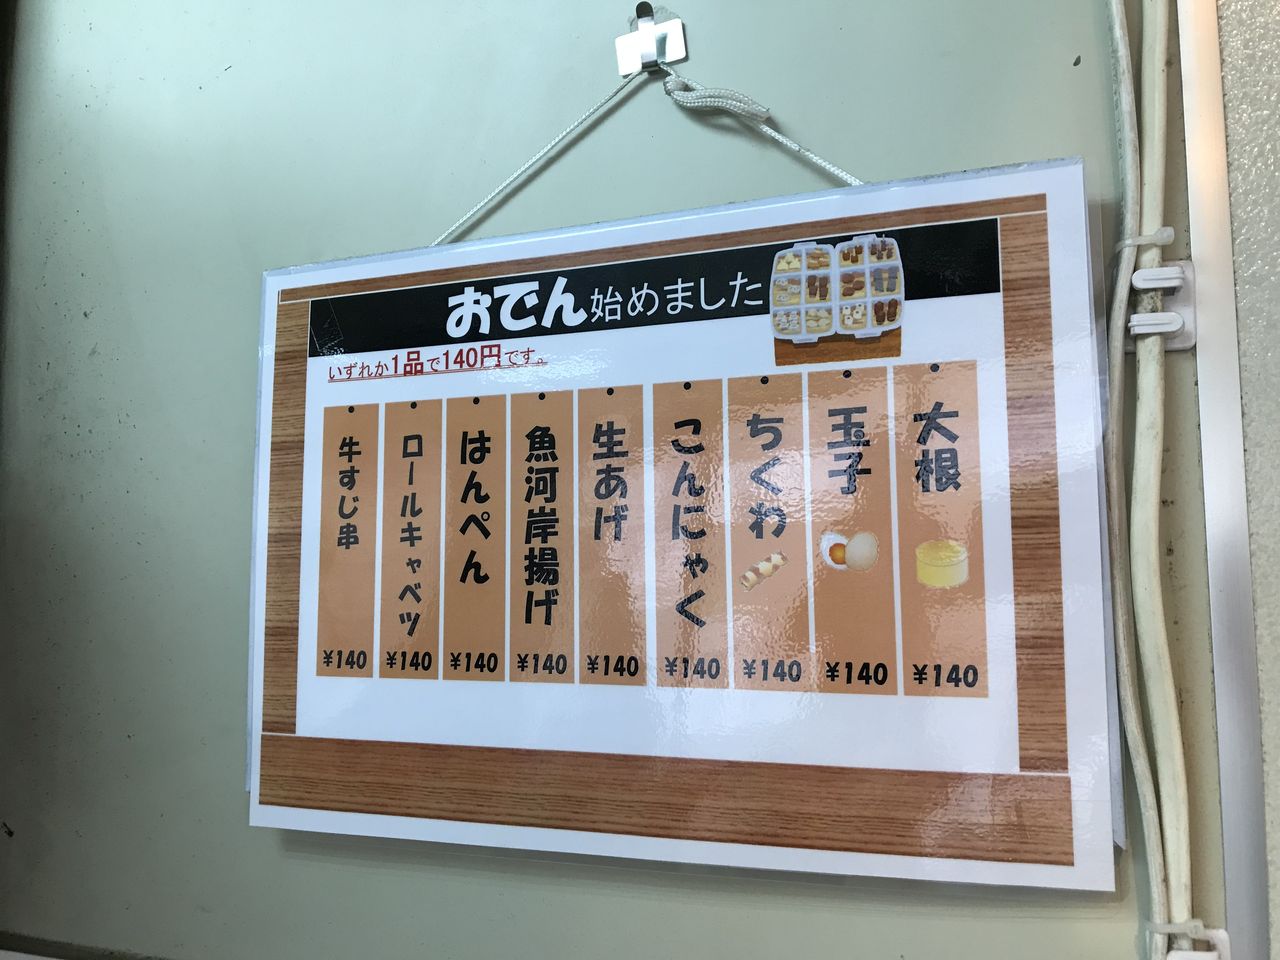 おでん始めました
いずれか1品で140円です。
大根
¥140
玉子
¥140
ちくわ
¥140
こんにゃく
¥140
生あげ
¥140
魚河岸揚げ
¥140
はんぺん
¥140
ロールキャベツ
¥140
牛すじ串
¥140